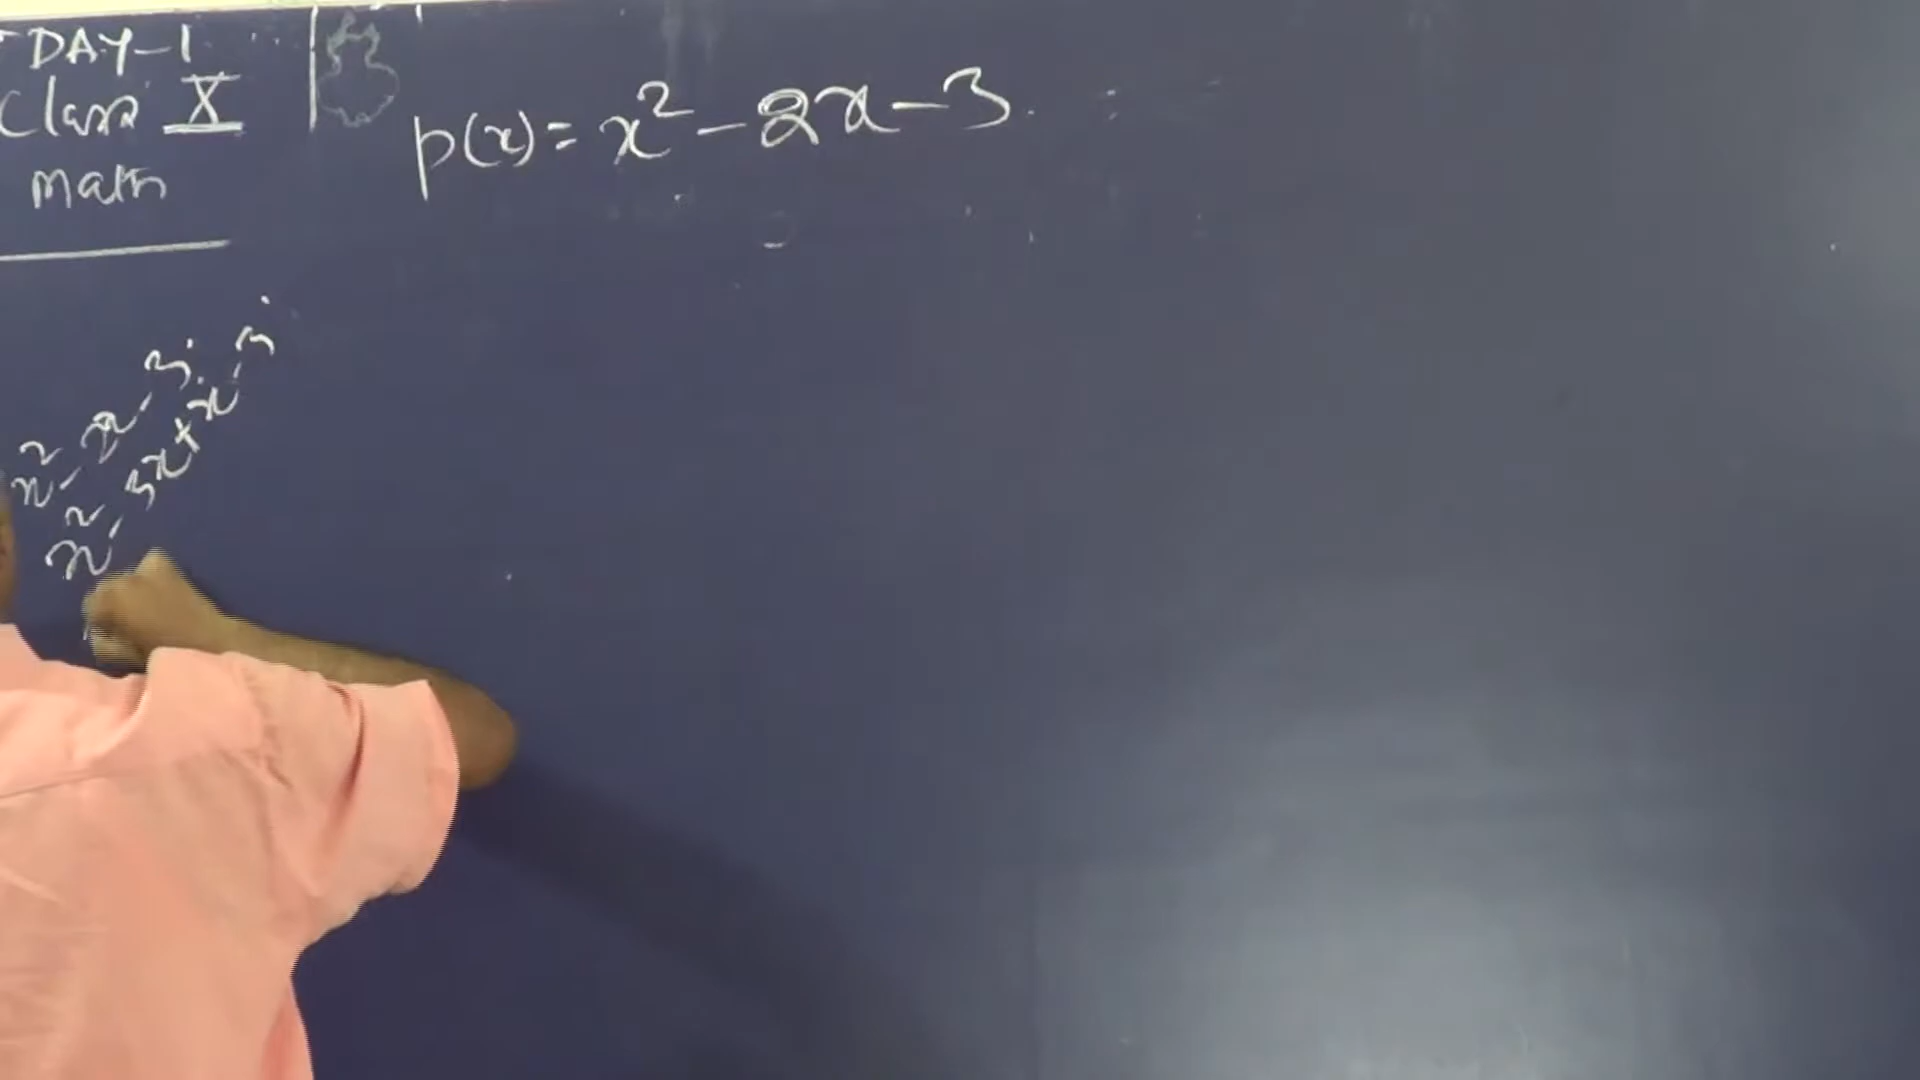 DAY-1
Class X
math
p(x) = x² - 2x - 3
x² - 2x - 3
x² - 3x + x - 3